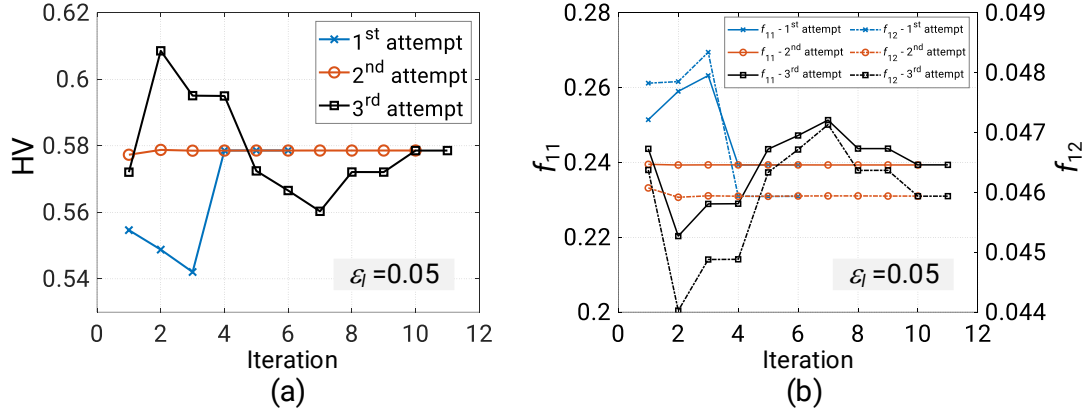 0.62
0.6
0.58
0.56
0.54
HV
1st attempt
2nd attempt
3rd attempt
εI =0.05
0 2 4 6 8 10 12
Iteration
(a)
0.28
0.26
0.24
0.22
0.2
f11
f11 - 1st attempt
f11 - 2nd attempt
f11 - 3rd attempt
f12 - 1st attempt
f12 - 2nd attempt
f12 - 3rd attempt
εI =0.05
0.049
0.048
0.047
0.046
0.045
0.044
f12
0 2 4 6 8 10 12
Iteration
(b)